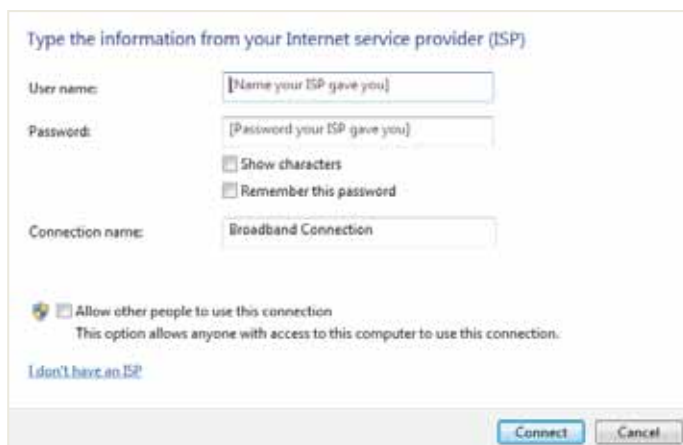 Type the information from your Internet service provider (ISP)
User name: [Name your ISP gave you]
Password: [Password your ISP gave you]
Show characters
Remember this password
Connection name: Broadband Connection
Allow other people to use this connection
This option allows anyone with access to this computer to use this connection.
I don't have an ISP
Connect Cancel